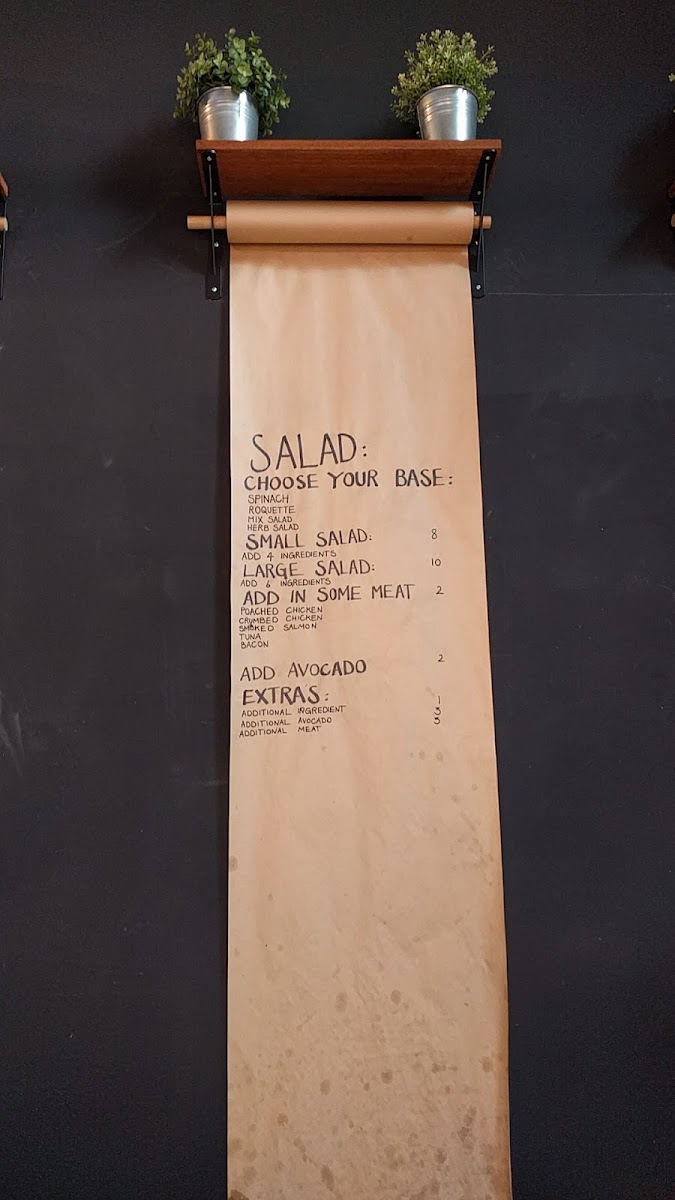 SALAD:
CHOOSE YOUR BASE:
SPINACH
ROQUETTE
MIX SALAD
HERB SALAD
SMALL SALAD: 8
ADD 4 INGREDIENTS
LARGE SALAD: 10
ADD 6 INGREDIENTS
ADD IN SOME MEAT 2
POACHED CHICKEN
CRUMBED CHICKEN
SMOKED SALMON
TUNA
BACON
ADD AVOCADO 2
EXTRA'S:
ADDITIONAL INGREDIENT 1
ADDITIONAL AVOCADO 3
ADDITIONAL MEAT 3